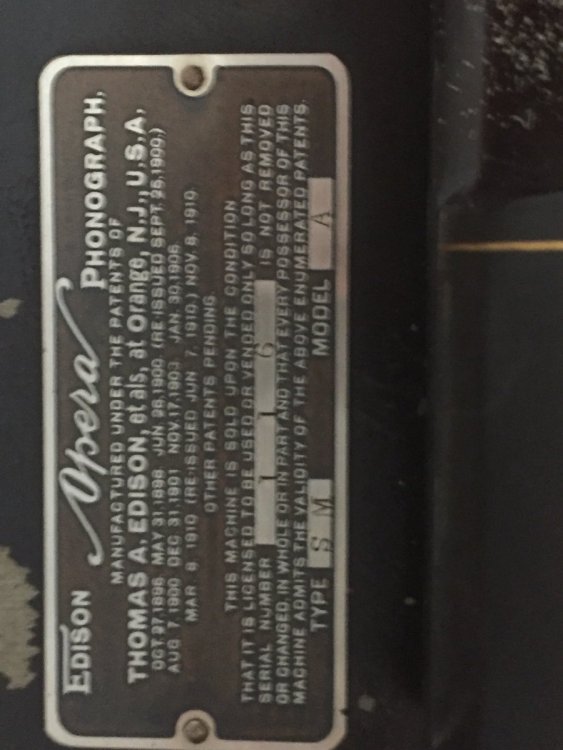 EDISON Opera PHONOGRAPH,
MANUFACTURED UNDER THE PATENTS OF
THOMAS A. EDISON, et als, at Orange, N.J., U.S.A,
OCT 27.1896 MAY 31.1898 JUN 26.1900 (RE-ISSUED SEPT. 25.1900.)
AUG 7, 1900 DEC 31.1901 NOV.17.1903 JAN. 30.1906
MAR. 8. 1910 (RE-ISSUED JUN 7. 1910.) NOV. 8. 1910
OTHER PATENTS PENDING
THIS MACHINE IS SOLD UPON THE CONDITION
THAT IT IS LICENSED TO BE USED OR VENDED ONLY SO LONG AS THIS
SERIAL NUMBER 1 1 6 IS NOT REMOVED
OR CHANGED IN WHOLE OR IN PART AND THAT EVERY POSSESSOR OF THIS
MACHINE ADMITS THE VALIDITY OF THE ABOVE ENUMERATED PATENTS.
TYPE SM MODEL A